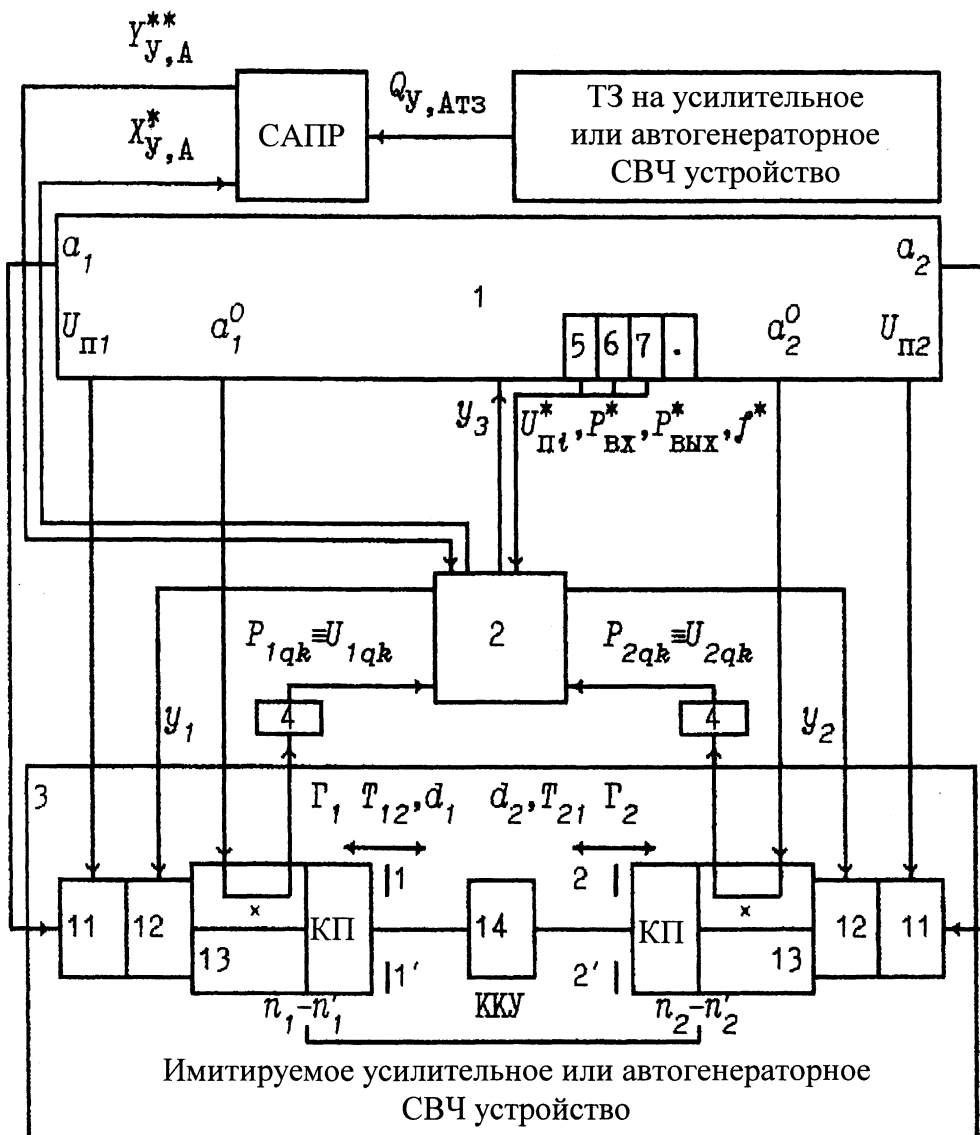 Y**У,А
X*У,А
САПР
QУ,АТЗ
ТЗ на усилительное
или автогенераторное
СВЧ устройство
a1
a2
1
Uп1
a01
5 6 7 .
a02
Uп2
y3
U*пi, P*вх, P*вых, f*
2
P1qk≡U1qk
P2qk≡U2qk
4
4
y1
y2
3
Г1 T12,d1 d2,T21 Г2
1
2
11 12 × КП 14 КП × 12 11
13
13
1′
2′
n1-n′1
ККУ
n2-n′2
Имитируемое усилительное или автогенераторное
СВЧ устройство